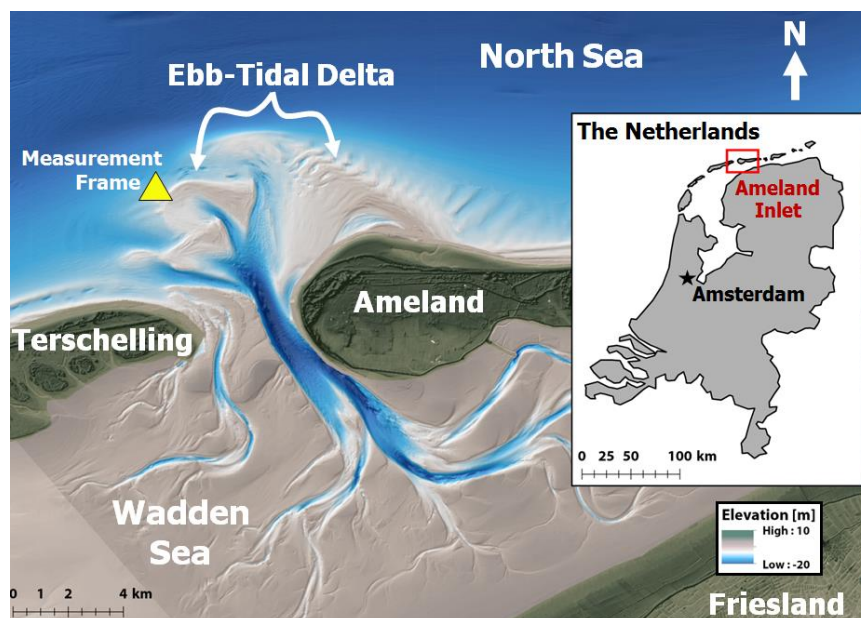 North Sea
N
Ebb-Tidal Delta
Measurement
Frame
The Netherlands
Ameland
Inlet
Amsterdam
Ameland
Terschelling
0 25 50 100 km
Wadden
Sea
Elevation [m]
High : 10
Low : -20
0 1 2 4 km
Friesland